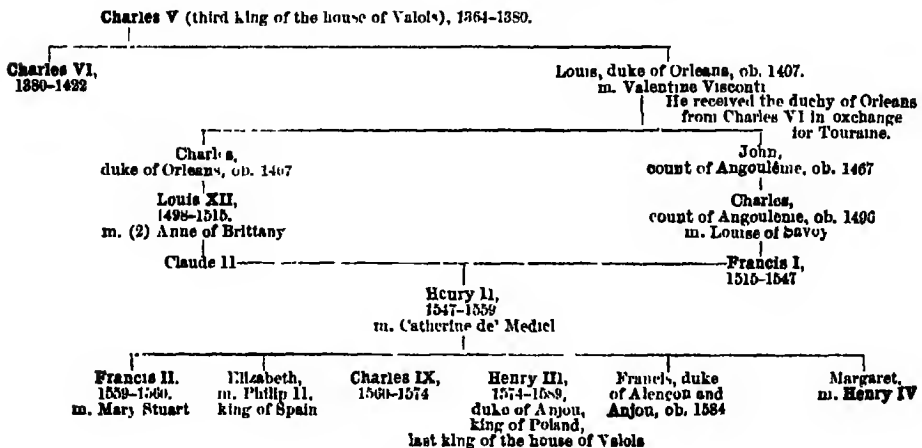 Charles V (third king of the house of Valois), 1364-1380.
Charles VI,
1380-1422
Louis, duke of Orleans, ob. 1407.
m. Valentine Visconti
He received the duchy of Orleans
from Charles VI in exchange
for Touraine.
Charles,
duke of Orleans, ob. 1467
John,
count of Angoulême, ob. 1467
Louis XII,
1498-1515.
m. (2) Anne of Brittany
Charles,
count of Angoulême, ob. 1496
m. Louise of Savoy
Claude 11
Francis I,
1515-1547
Henry II,
1547-1559
m. Catherine de' Medici
Francis II.
1559-1560.
m. Mary Stuart
Elizabeth,
m. Philip II,
king of Spain
Charles IX,
1560-1574
Henry III,
1574-1589,
duke of Anjou,
king of Poland,
last king of the house of Valois
Francis, duke
of Alençon and
Anjou, ob. 1584
Margaret,
m. Henry IV